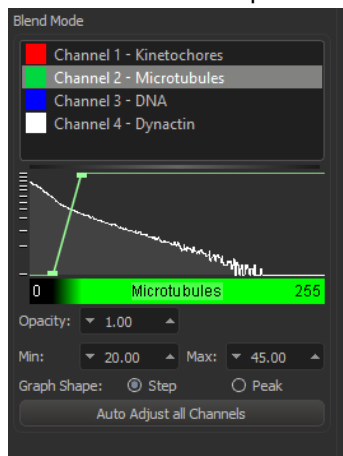 Blend Mode
Channel 1 - Kinetochores
Channel 2 - Microtubules
Channel 3 - DNA
Channel 4 - Dynactin
0 Microtubules 255
Opacity: 1.00
Min: 20.00 Max: 45.00
Graph Shape: Step Peak
Auto Adjust all Channels